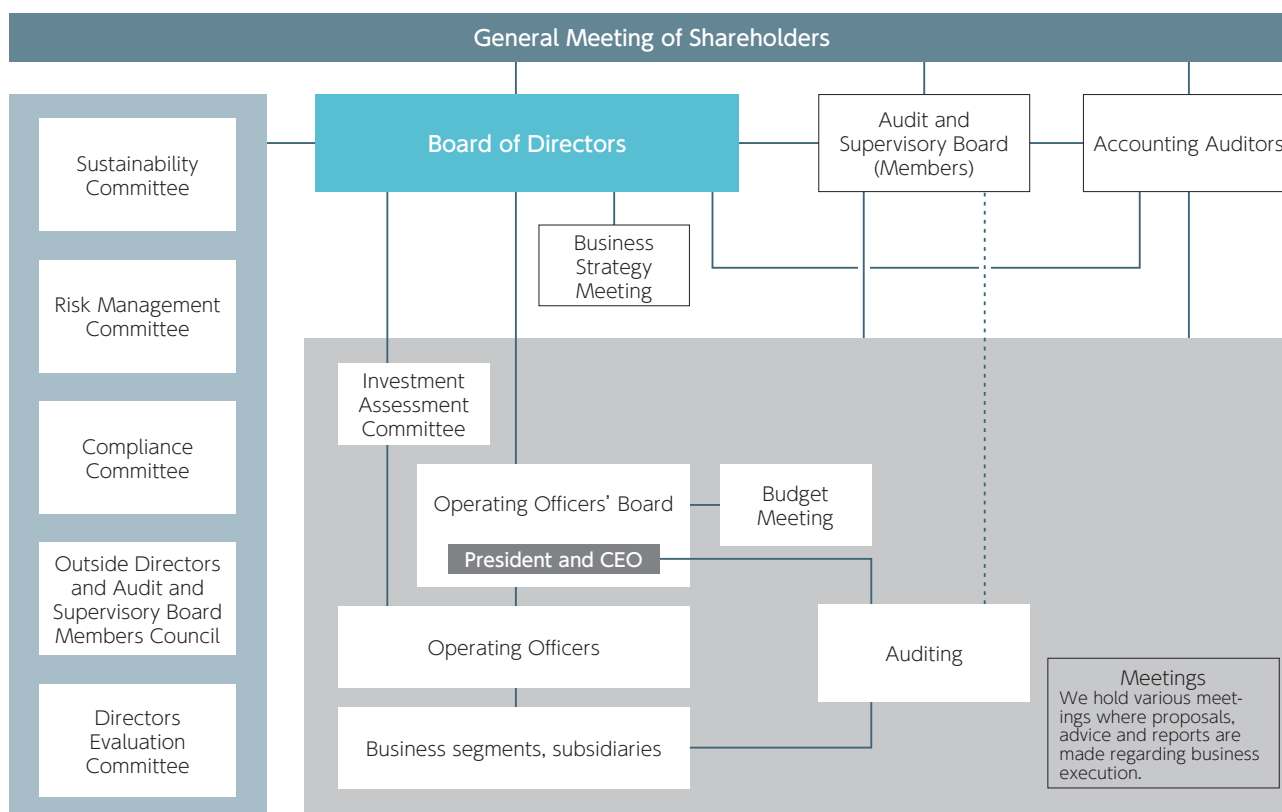 General Meeting of Shareholders
Sustainability
Committee
Risk Management
Committee
Compliance
Committee
Outside Directors
and Audit and
Supervisory Board
Members Council
Directors
Evaluation
Committee
Board of Directors
Audit and
Supervisory Board
(Members)
Accounting Auditors
Business
Strategy
Meeting
Investment
Assessment
Committee
Operating Officers’ Board
President and CEO
Budget
Meeting
Operating Officers
Auditing
Business segments, subsidiaries
Meetings
We hold various meet-
ings where proposals,
advice and reports are
made regarding business
execution.